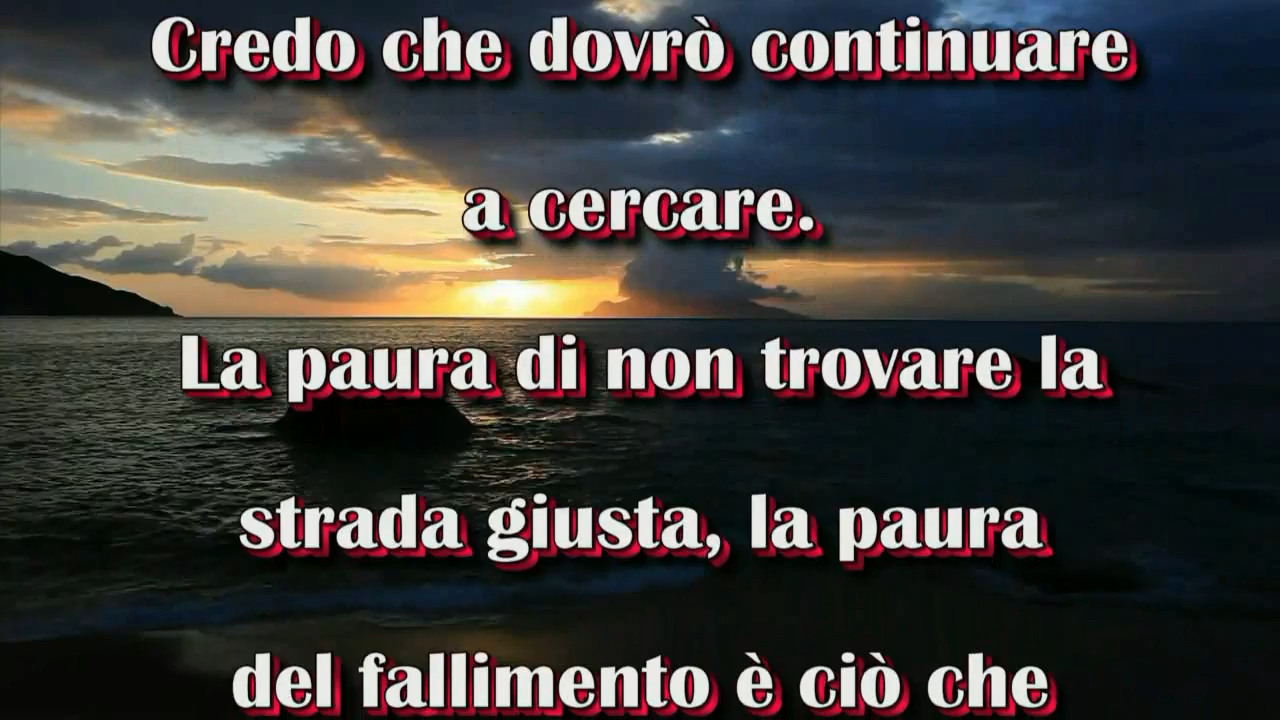 Credo che dovrò continuare
a cercare.
La paura di non trovare la
strada giusta, la paura
del fallimento è ciò che